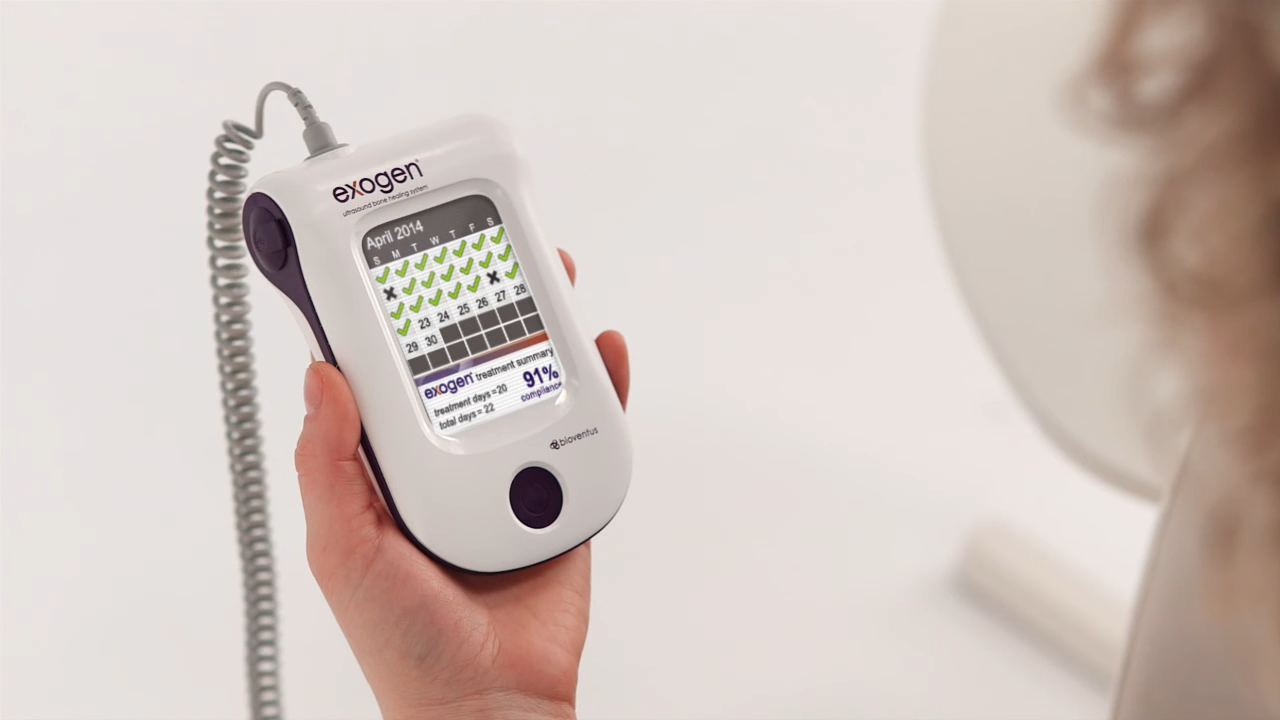 exogen®
ultrasound bone healing system
April 2014
S M T W T F S
23 24 25 26 27 28
29 30
exogen® treatment summary
treatment days = 20
91%
total days = 22
compliance
bioventus